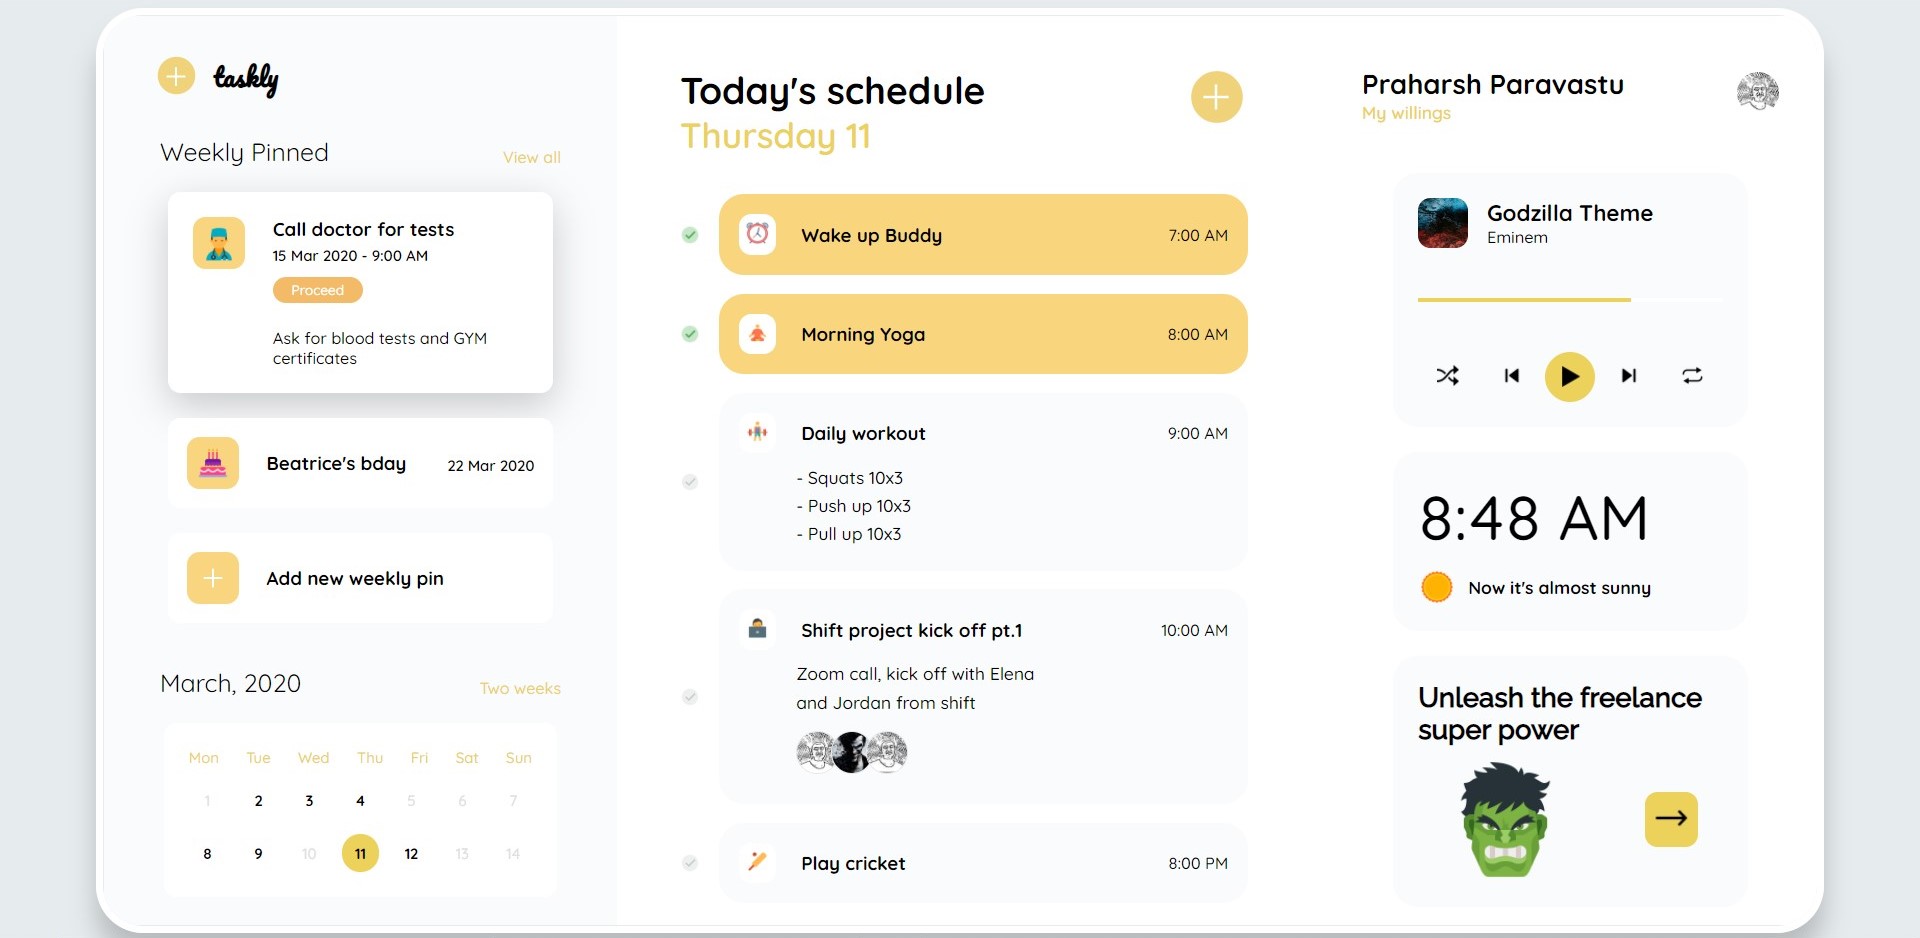 taskly
Weekly Pinned
View all
Call doctor for tests
15 Mar 2020 - 9:00 AM
Proceed
Ask for blood tests and GYM
certificates
Beatrice's bday 22 Mar 2020
Add new weekly pin
March, 2020
Two weeks
Mon Tue Wed Thu Fri Sat Sun
1 2 3 4 5 6 7
8 9 10 11 12 13 14
Today's schedule
Thursday 11
Wake up Buddy 7:00 AM
Morning Yoga 8:00 AM
Daily workout 9:00 AM
- Squats 10x3
- Push up 10x3
- Pull up 10x3
Shift project kick off pt.1 10:00 AM
Zoom call, kick off with Elena
and Jordan from shift
Play cricket 8:00 PM
Praharsh Paravastu
My willings
Godzilla Theme
Eminem
8:48 AM
Now it's almost sunny
Unleash the freelance
super power